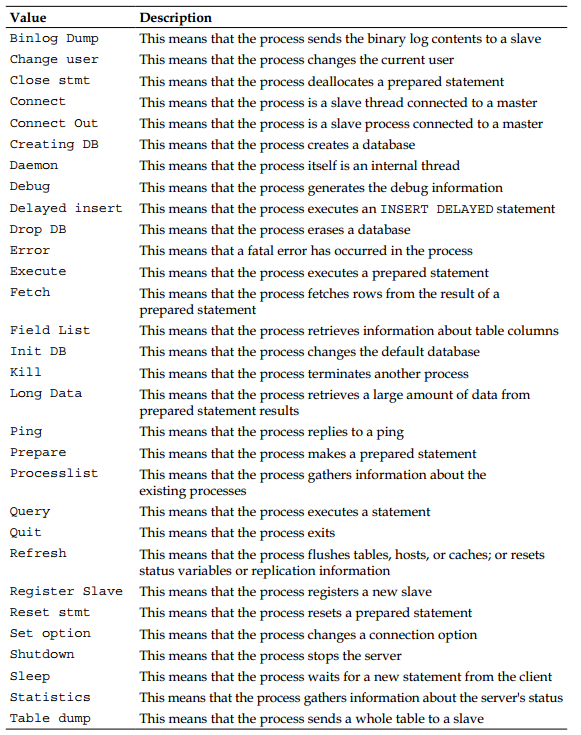 Value Description
Binlog Dump This means that the process sends the binary log contents to a slave
Change user This means that the process changes the current user
Close stmt This means that the process deallocates a prepared statement
Connect This means that the process is a slave thread connected to a master
Connect Out This means that the process is a slave process connected to a master
Creating DB This means that the process creates a database
Daemon This means that the process itself is an internal thread
Debug This means that the process generates the debug information
Delayed insert This means that the process executes an INSERT DELAYED statement
Drop DB This means that the process erases a database
Error This means that a fatal error has occurred in the process
Execute This means that the process executes a prepared statement
Fetch This means that the process fetches rows from the result of a
prepared statement
Field List This means that the process retrieves information about table columns
Init DB This means that the process changes the default database
Kill This means that the process terminates another process
Long Data This means that the process retrieves a large amount of data from
prepared statement results
Ping This means that the process replies to a ping
Prepare This means that the process makes a prepared statement
Processlist This means that the process gathers information about the
existing processes
Query This means that the process executes a statement
Quit This means that the process exits
Refresh This means that the process flushes tables, hosts, or caches; or resets
status variables or replication information
Register Slave This means that the process registers a new slave
Reset stmt This means that the process resets a prepared statement
Set option This means that the process changes a connection option
Shutdown This means that the process stops the server
Sleep This means that the process waits for a new statement from the client
Statistics This means that the process gathers information about the server's status
Table dump This means that the process sends a whole table to a slave